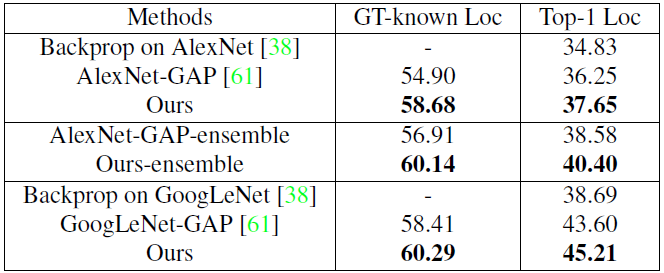 Methods GT-known Loc Top-1 Loc
Backprop on AlexNet [38] - 34.83
AlexNet-GAP [61] 54.90 36.25
Ours 58.68 37.65
AlexNet-GAP-ensemble 56.91 38.58
Ours-ensemble 60.14 40.40
Backprop on GoogLeNet [38] - 38.69
GoogLeNet-GAP [61] 58.41 43.60
Ours 60.29 45.21